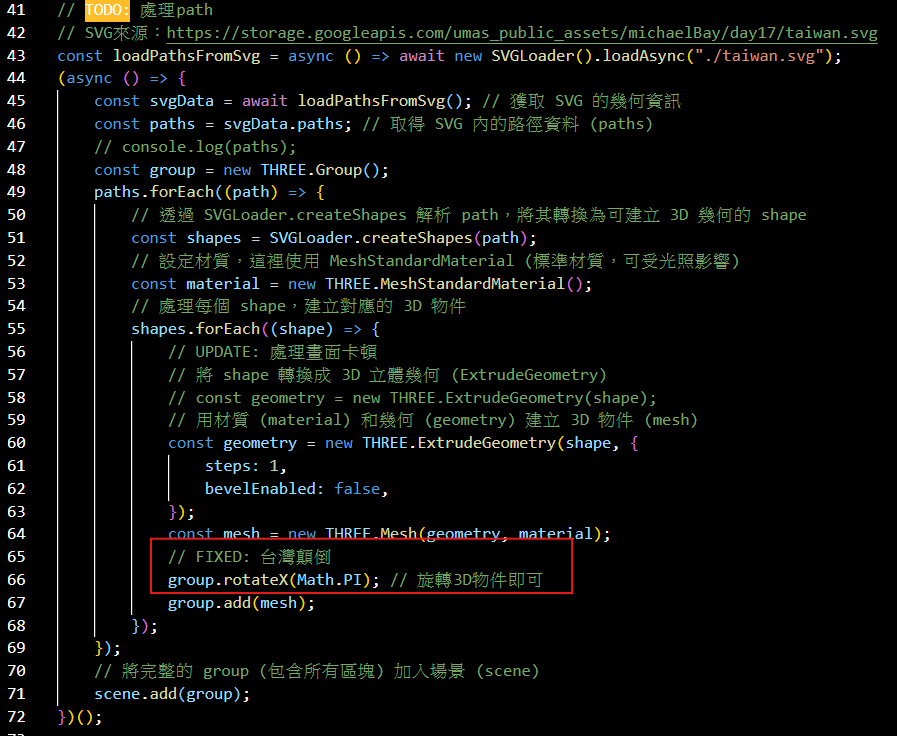 41 // TODO: 處理path
42 // SVG來源：https://storage.googleapis.com/umas_public_assets/michaelBay/day17/taiwan.svg
43 const loadPathsFromSvg = async () => await new SVGLoader().loadAsync("./taiwan.svg");
44 (async () => {
45 const svgData = await loadPathsFromSvg(); // 獲取 SVG 的幾何資訊
46 const paths = svgData.paths; // 取得 SVG 內的路徑資料 (paths)
47 // console.log(paths);
48 const group = new THREE.Group();
49 paths.forEach((path) => {
50 // 透過 SVGLoader.createShapes 解析 path，將其轉換為可建立 3D 幾何的 shape
51 const shapes = SVGLoader.createShapes(path);
52 // 設定材質，這裡使用 MeshStandardMaterial (標準材質，可受光照影響)
53 const material = new THREE.MeshStandardMaterial();
54 // 處理每個 shape，建立對應的 3D 物件
55 shapes.forEach((shape) => {
56 // UPDATE: 處理畫面卡頓
57 // 將 shape 轉換成 3D 立體幾何 (ExtrudeGeometry)
58 // const geometry = new THREE.ExtrudeGeometry(shape);
59 // 用材質 (material) 和幾何 (geometry) 建立 3D 物件 (mesh)
60 const geometry = new THREE.ExtrudeGeometry(shape, {
61 steps: 1,
62 bevelEnabled: false,
63 });
64 const mesh = new THREE.Mesh(geometry, material);
65 // FIXED: 台灣顛倒
66 group.rotateX(Math.PI); // 旋轉3D物件即可
67 group.add(mesh);
68 });
69 });
70 // 將完整的 group (包含所有區塊) 加入場景 (scene)
71 scene.add(group);
72 })();